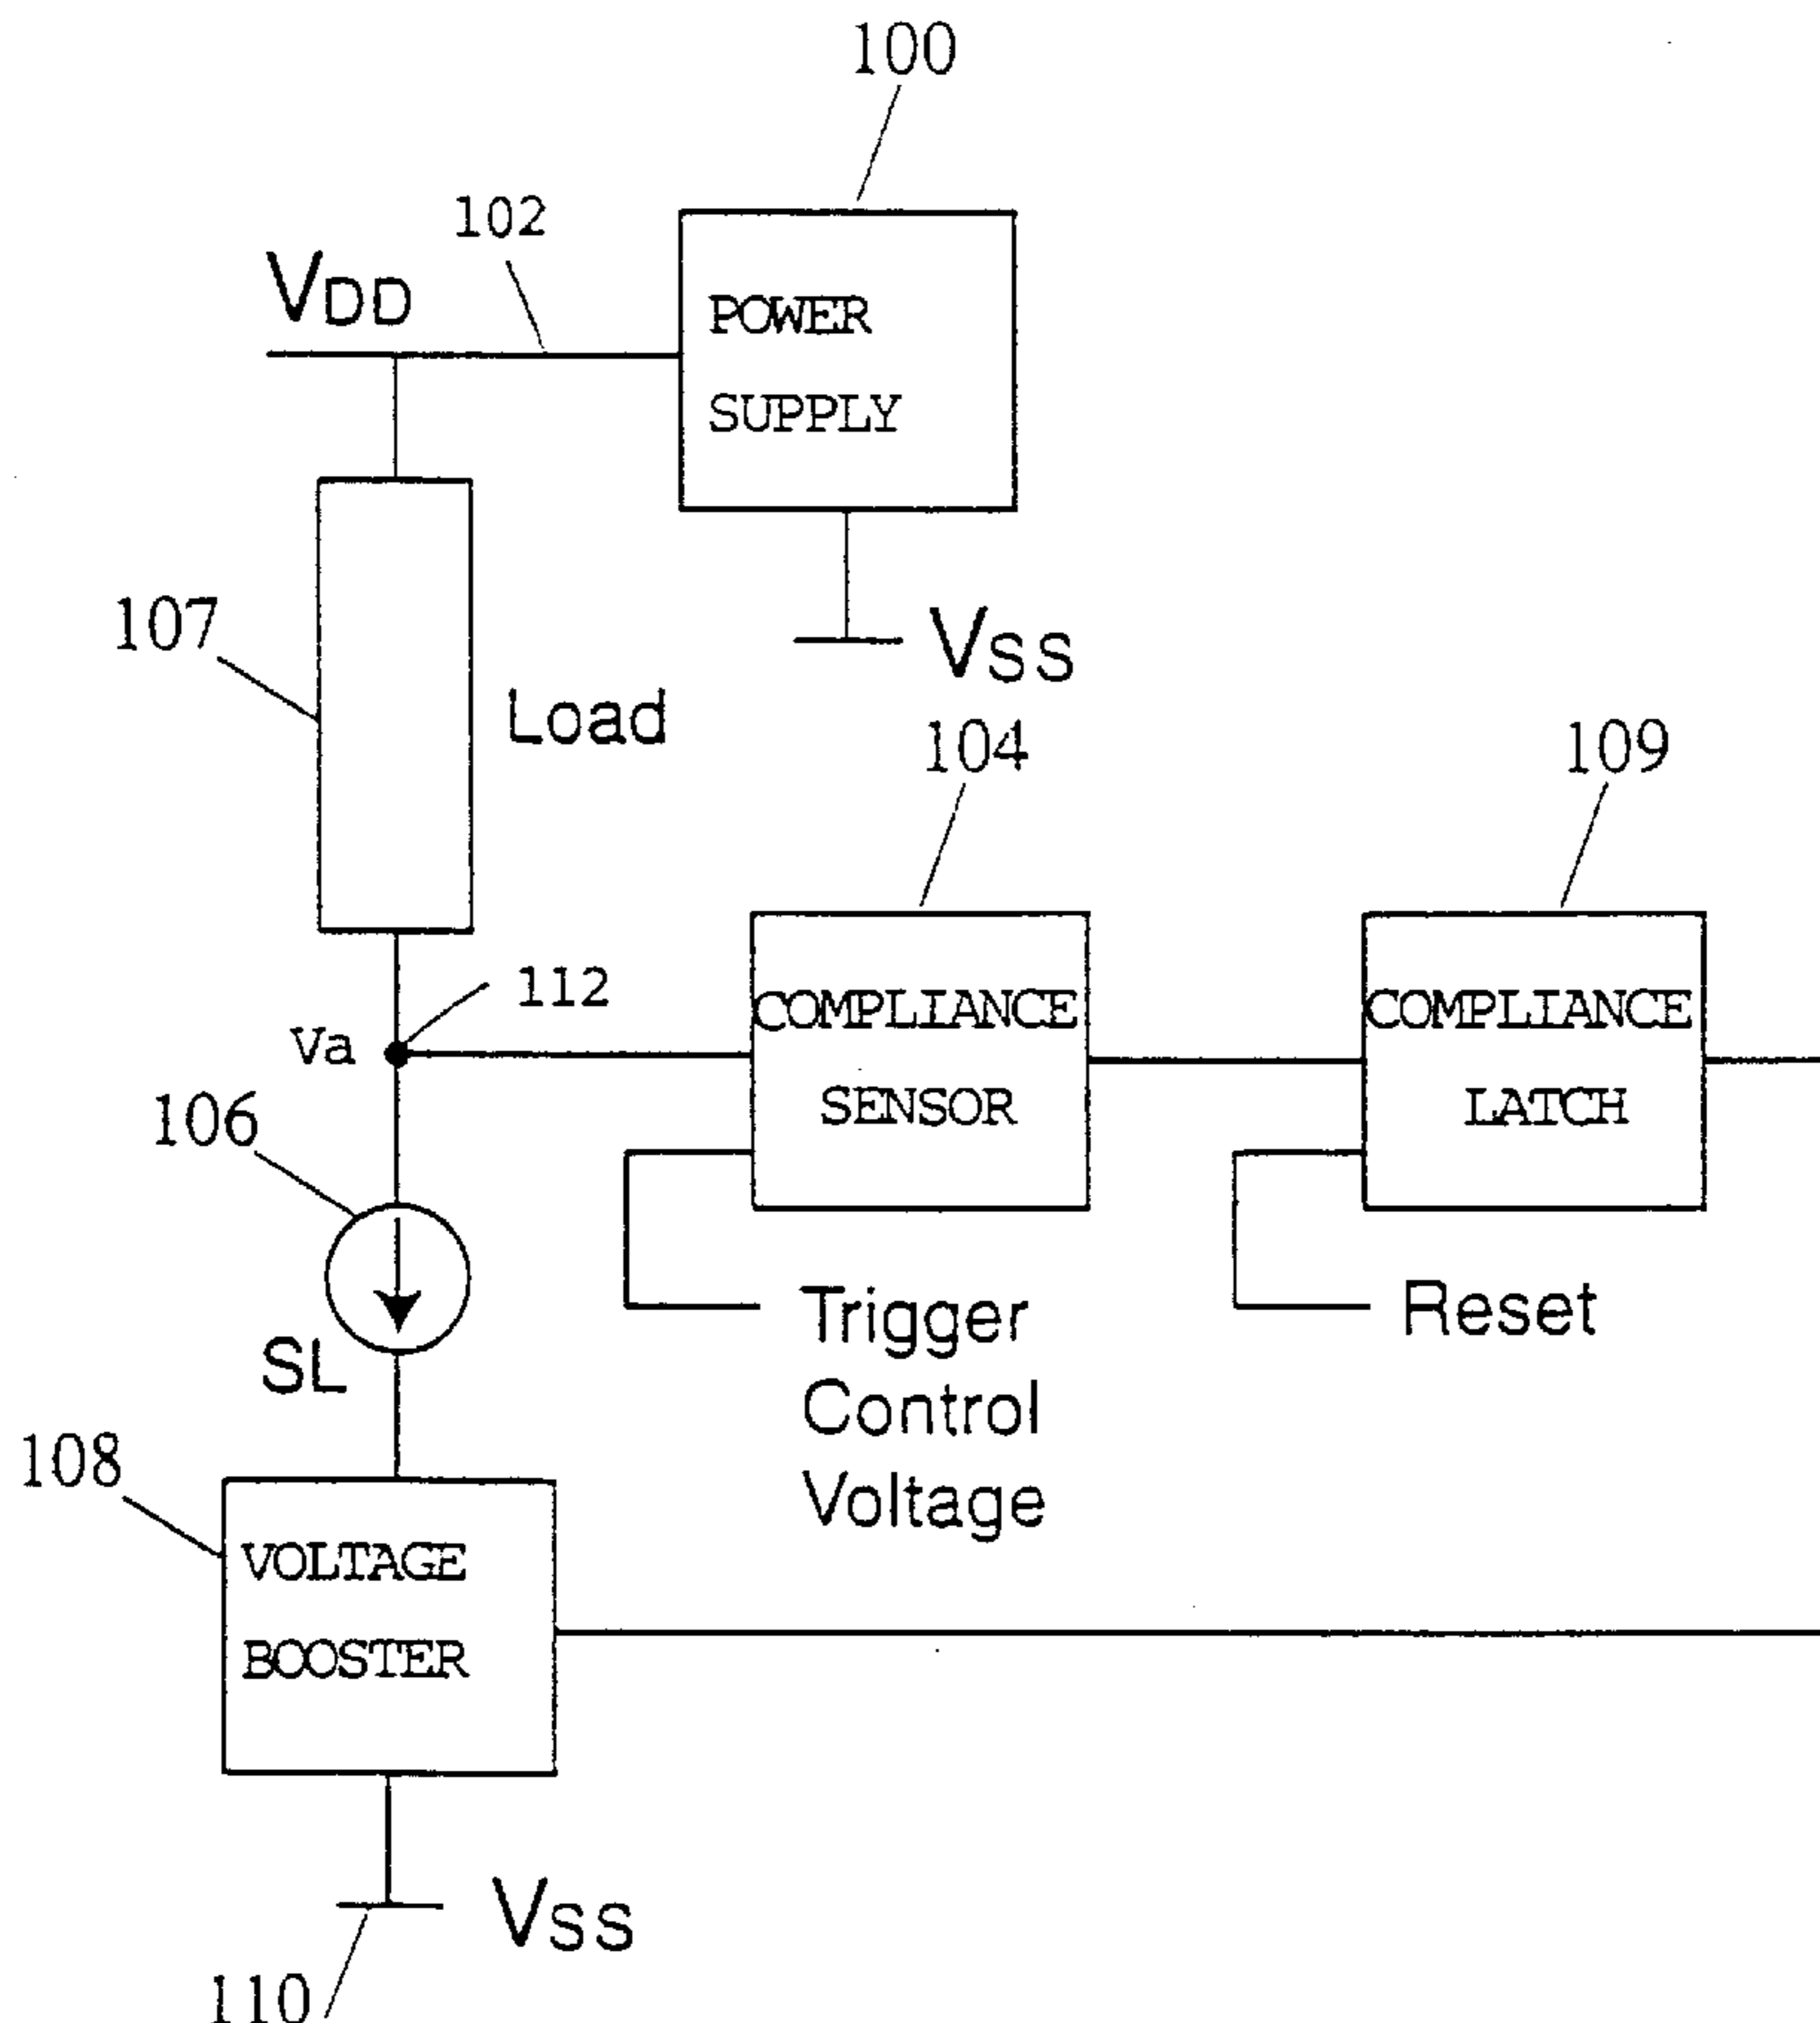 100
102
VDD
POWER
SUPPLY
107
VSS
Load
104
109
112
Va
COMPLIANCE
SENSOR
COMPLIANCE
LATCH
106
Trigger
Control
Voltage
Reset
SL
108
VOLTAGE
BOOSTER
VSS
110